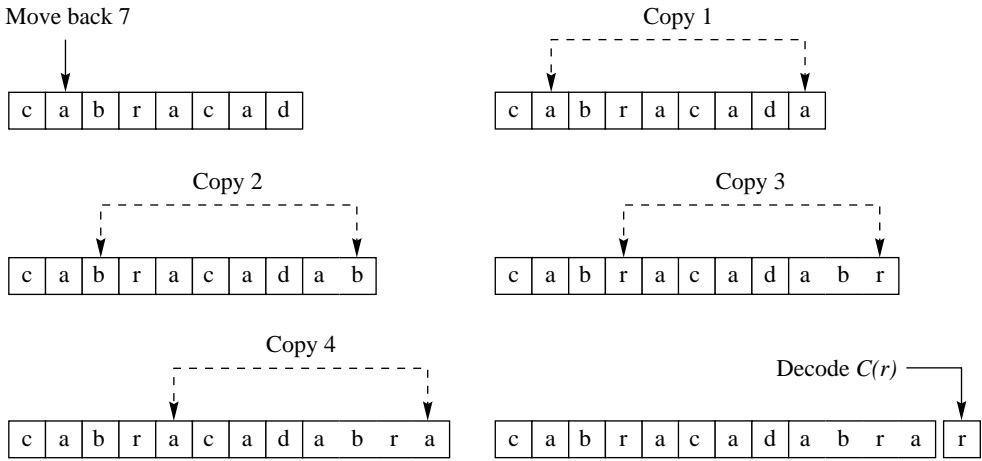 Move back 7
c a b r a c a d
Copy 1
c a b r a c a d a
Copy 2
c a b r a c a d a b
Copy 3
c a b r a c a d a b r
Copy 4
c a b r a c a d a b r a
Decode C(r)
c a b r a c a d a b r a r